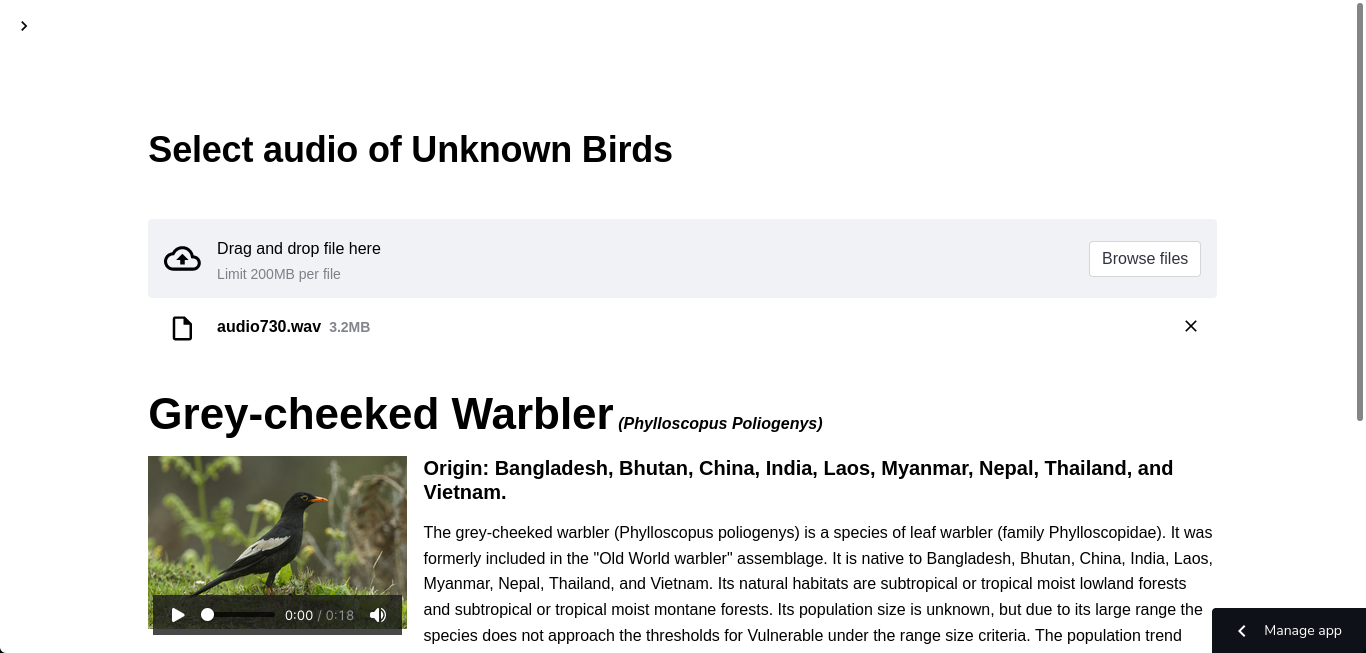 Select audio of Unknown Birds
Drag and drop file here
Limit 200MB per file
Browse files
audio730.wav 3.2MB
Grey-cheeked Warbler (Phylloscopus Poliogenys)
Origin: Bangladesh, Bhutan, China, India, Laos, Myanmar, Nepal, Thailand, and
Vietnam.
The grey-cheeked warbler (Phylloscopus poliogenys) is a species of leaf warbler (family Phylloscopidae). It was
formerly included in the "Old World warbler" assemblage. It is native to Bangladesh, Bhutan, China, India, Laos,
Myanmar, Nepal, Thailand, and Vietnam. Its natural habitats are subtropical or tropical moist lowland forests
and subtropical or tropical moist montane forests. Its population size is unknown, but due to its large range the
species does not approach the thresholds for Vulnerable under the range size criteria. The population trend
0:00 / 0:18
Manage app